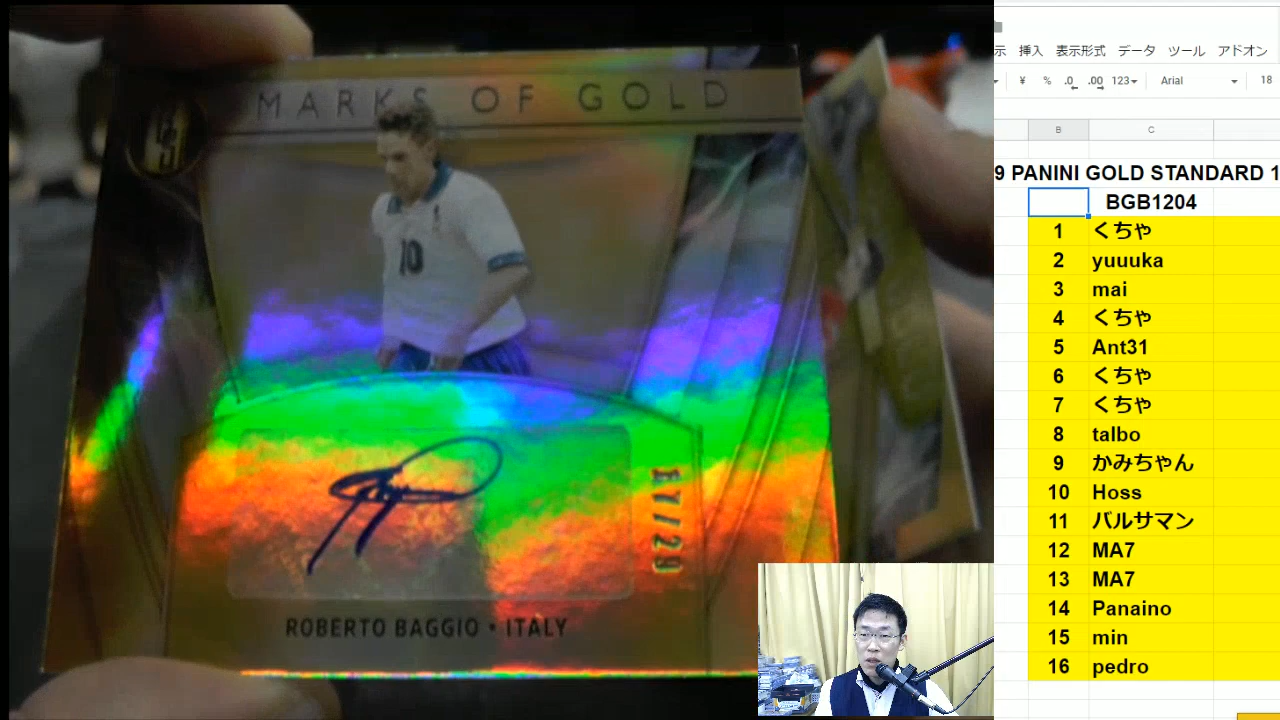 MARKS OF GOLD
10
17/29
ROBERTO BAGGIO • ITALY
示 挿入 表示形式 データ ツール アドオン
¥ % .0 .00 123 Arial 18
B C
9 PANINI GOLD STANDARD 1
BGB1204
1 くちゃ
2 yuuuka
3 mai
4 くちゃ
5 Ant31
6 くちゃ
7 くちゃ
8 talbo
9 かみちゃん
10 Hoss
11 バルサマン
12 MA7
13 MA7
14 Panaino
15 min
16 pedro